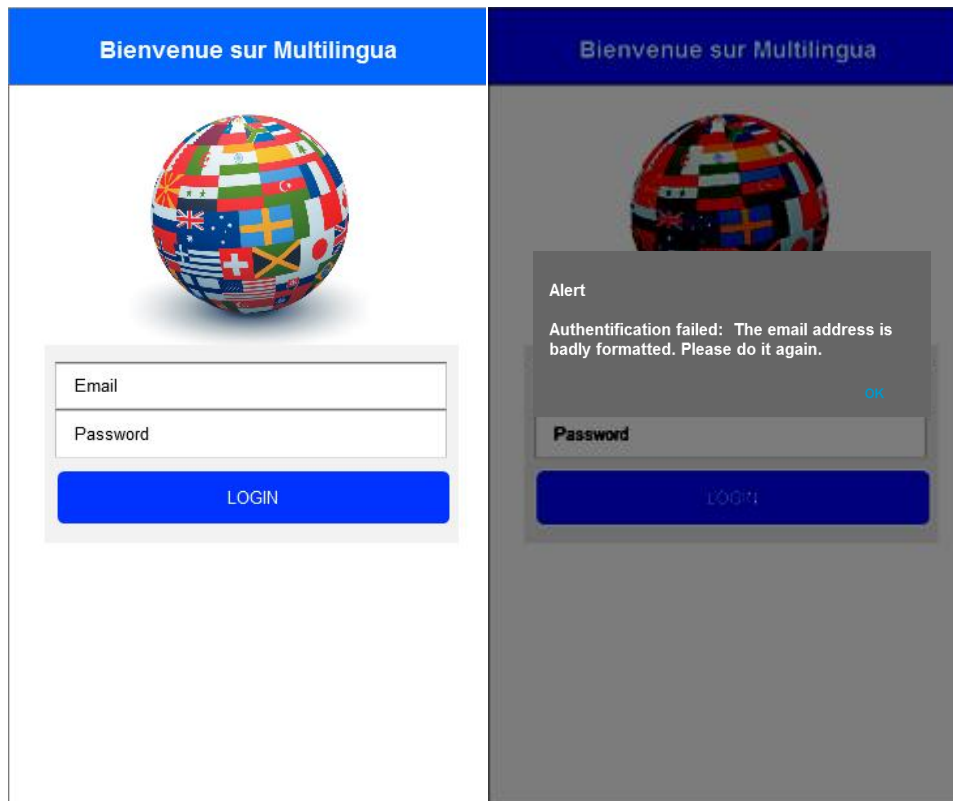 Bienvenue sur Multilingua
Email
Password
LOGIN
Bienvenue sur Multilingua
Alert
Authentification failed: The email address is
badly formatted. Please do it again.
OK
Password
LOGIN